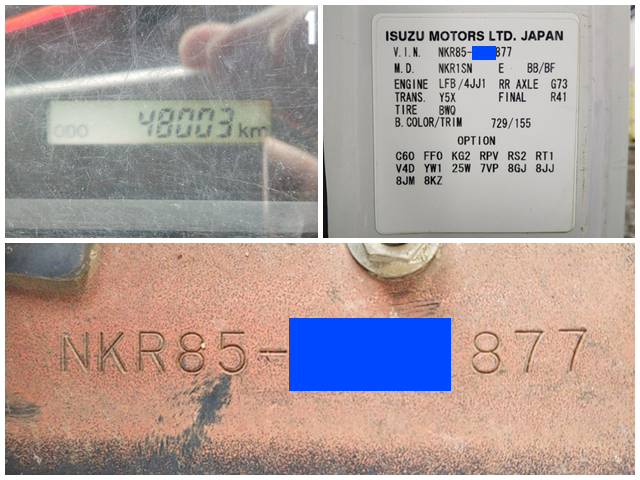 ODO 48003 km
ISUZU MOTORS LTD. JAPAN
V.I.N. NKR85- 877
M.D. NKR1SN E BB/BF
ENGINE LFB/4JJ1 RR AXLE G73
TRANS. Y5X FINAL R41
TIRE BWQ
B.COLOR/TRIM 729/155
OPTION
C60 FF0 KG2 RPV RS2 RT1
V4D YW1 25W 7VP 8GJ 8JJ
8JM 8KZ
NKR85- 877